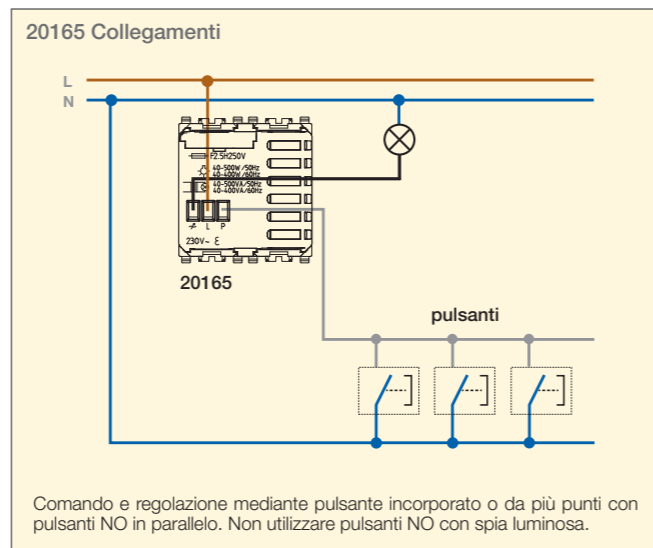 20165 Collegamenti
L
N
F2.5H250V
40-500W/50Hz
40-400W/60Hz
40-500VA/50Hz
40-400VA/60Hz
L P
230V~
20165
pulsanti
Comando e regolazione mediante pulsante incorporato o da più punti con
pulsanti NO in parallelo. Non utilizzare pulsanti NO con spia luminosa.